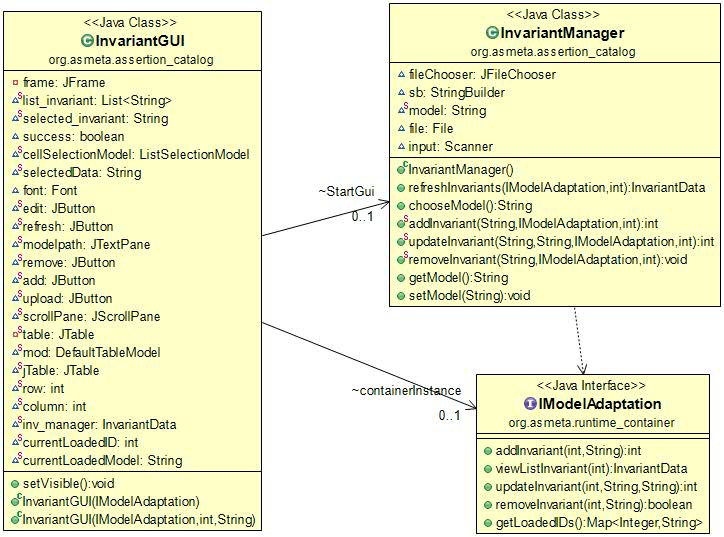 <<Java Class>>
InvariantGUI
org.asmeta.assertion_catalog
frame: JFrame
list_invariant: List<String>
selected_invariant: String
success: boolean
cellSelectionModel: ListSelectionModel
selectedData: String
font: Font
edit: JButton
refresh: JButton
modelpath: JTextPane
remove: JButton
add: JButton
upload: JButton
scrollPane: JScrollPane
table: JTable
mod: DefaultTableModel
jTable: JTable
row: int
column: int
inv_manager: InvariantData
currentLoadedID: int
currentLoadedModel: String
setVisible():void
InvariantGUI(IModelAdaptation)
InvariantGUI(IModelAdaptation,int,String)
~StartGui
0..1
<<Java Class>>
InvariantManager
org.asmeta.assertion_catalog
fileChooser: JFileChooser
sb: StringBuilder
model: String
file: File
input: Scanner
InvariantManager()
refreshInvariants(IModelAdaptation,int):InvariantData
chooseModel():String
addInvariant(String,IModelAdaptation,int):int
updateInvariant(String,String,IModelAdaptation,int):int
removeInvariant(String,IModelAdaptation,int):void
getModel():String
setModel(String):void
~containerInstance
0..1
<<Java Interface>>
IModelAdaptation
org.asmeta.runtime_container
addInvariant(int,String):int
viewListInvariant(int):InvariantData
updateInvariant(int,String,String):int
removeInvariant(int,String):boolean
getLoadedIDs():Map<Integer,String>